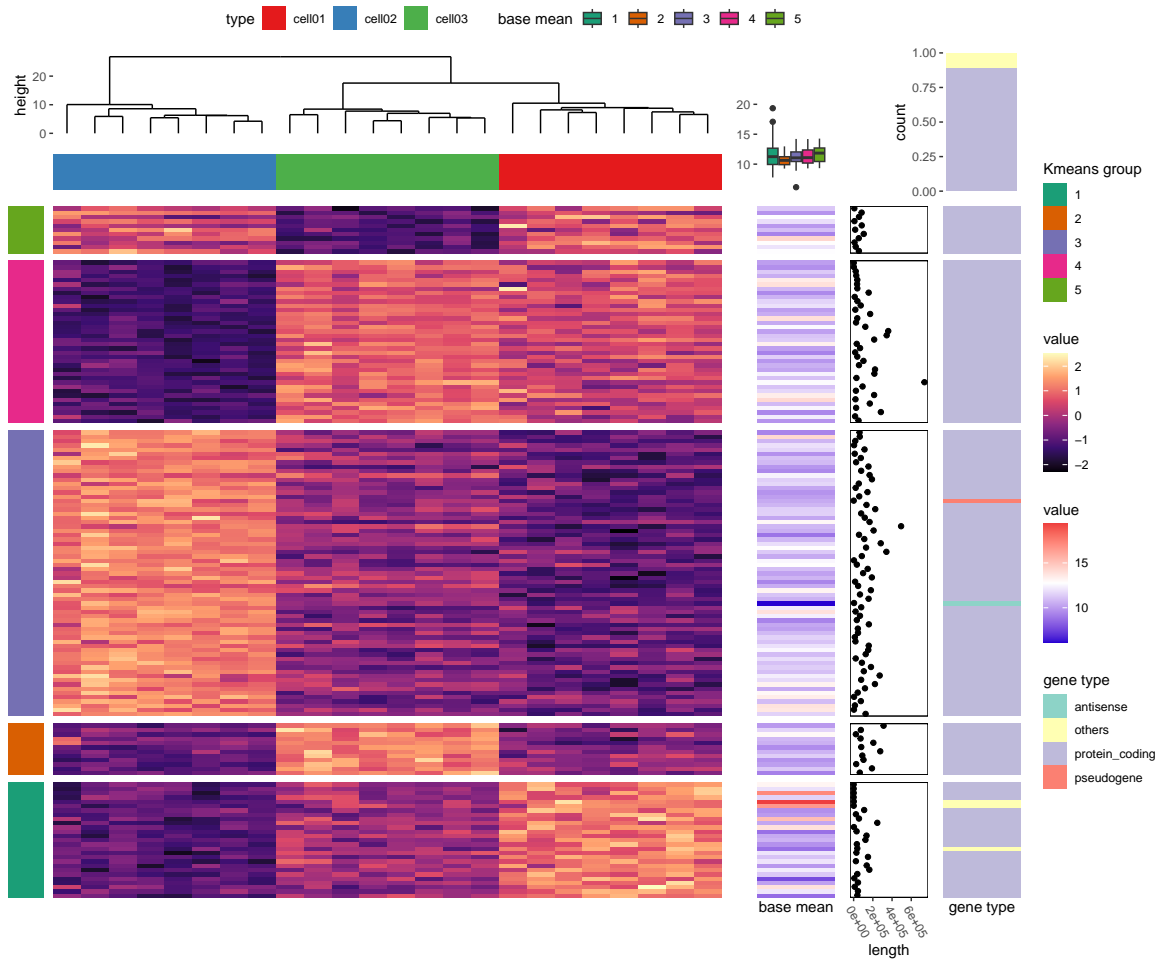 type cell01 cell02 cell03 base mean 1 2 3 4 5
height
20
10
0
20
15
10
count
1.00
0.75
0.50
0.25
0.00
Kmeans group
1
2
3
4
5
value
2
1
0
−1
−2
value
15
10
gene type
antisense
others
protein_coding
pseudogene
base mean
0e+00
2e+05
4e+05
6e+05
length
gene type